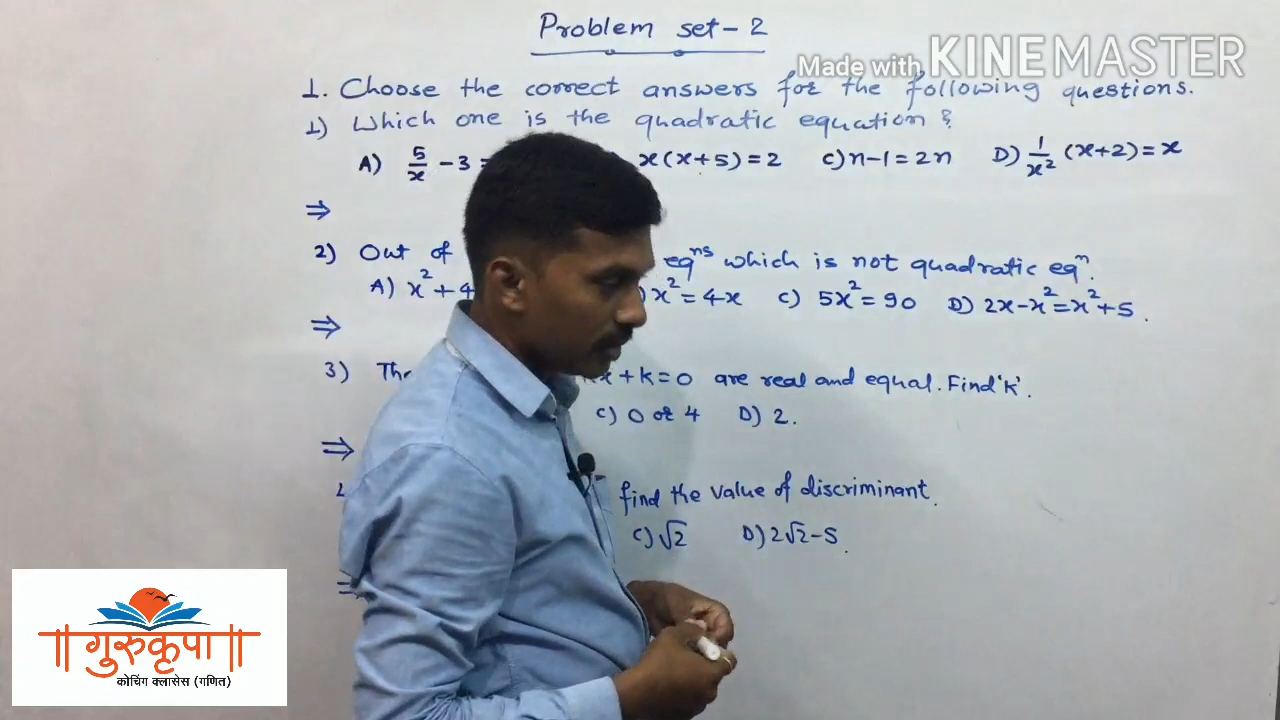 Problem set - 2
Made with KINEMASTER
1. Choose the correct answers for the following questions.
1) Which one is the quadratic equation ?
A) 5/x - 3 = x(x+5) = 2 C) n-1 = 2n D) 1/x² (x+2) = x
⇒
2) Out of eqⁿˢ which is not quadratic eqⁿ.
A) x² + 4 ) x² = 4x C) 5x² = 90 D) 2x-x² = x²+5 .
⇒
3) x + k = 0 are real and equal. Find 'k'.
C) 0 or 4 D) 2.
⇒
find the value of discriminant.
C) √2 D) 2√2-5 .
|| गुरुकृपा ||
कोचिंग क्लासेस (गणित)